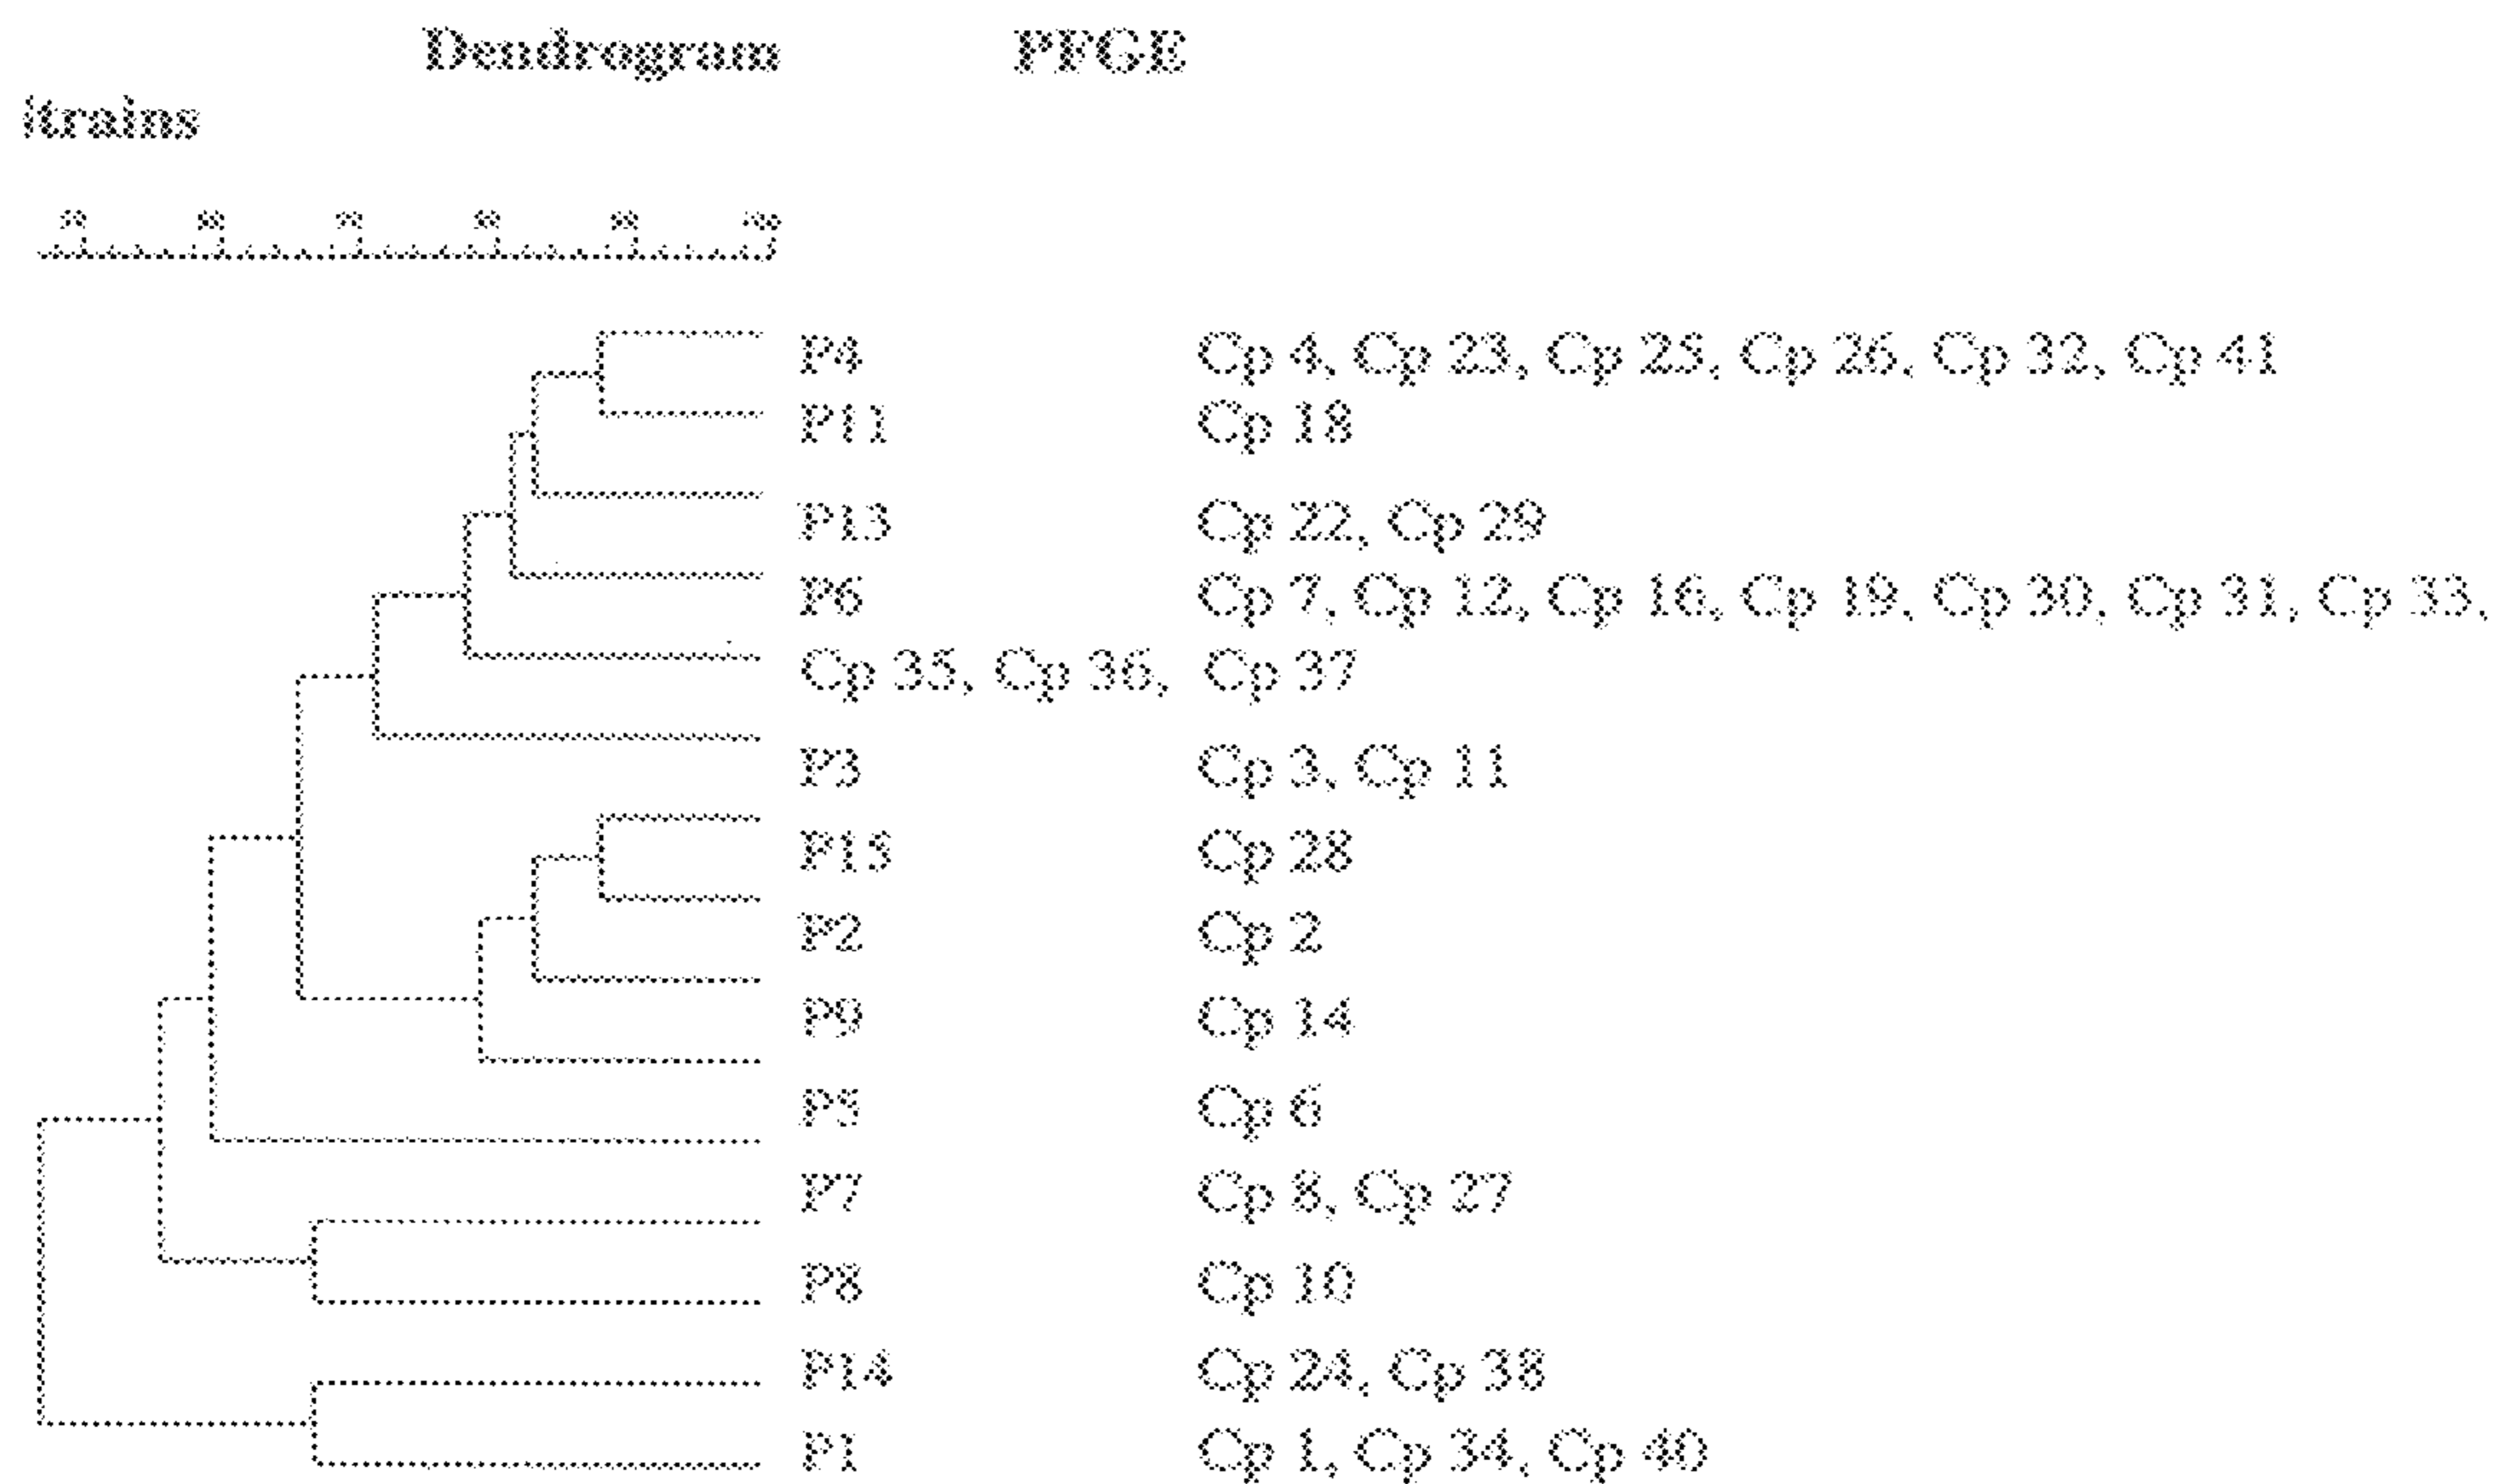 Dendrogram PFGE
trains
P4 Cp 4, Cp 23, Cp 25, Cp 26, Cp 32, Cp 41
P11 Cp 18
P13 Cp 22, Cp 29
P6 Cp 7, Cp 12, Cp 16, Cp 19, Cp 30, Cp 31, Cp 33,
Cp 35, Cp 36, Cp 37
P3 Cp 3, Cp 11
P15 Cp 28
P2 Cp 2
P9 Cp 14
P5 Cp 6
P7 Cp 8, Cp 27
P8 Cp 10
P14 Cp 24, Cp 38
P1 Cp 1, Cp 34, Cp 40